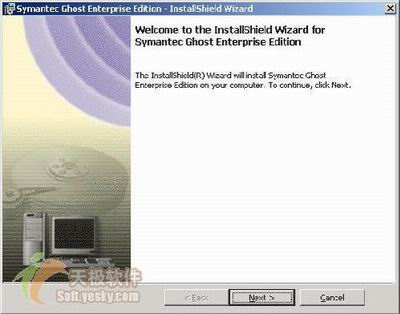 Symantec Ghost Enterprise Edition - InstallShield Wizard
Welcome to the InstallShield Wizard for
Symantec Ghost Enterprise Edition
The InstallShield(R) Wizard will install Symantec Ghost
Enterprise Edition on your computer. To continue, click Next.
天极软件
Soft.yesky.com
< Back
Next >
Cancel